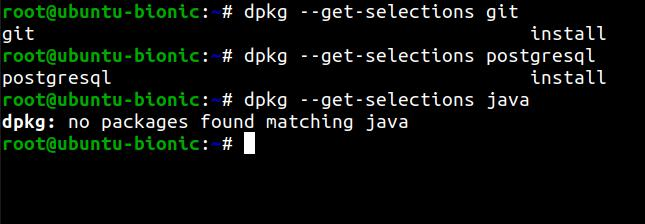 root@ubuntu-bionic:~# dpkg --get-selections git
git install
root@ubuntu-bionic:~# dpkg --get-selections postgresql
postgresql install
root@ubuntu-bionic:~# dpkg --get-selections java
dpkg: no packages found matching java
root@ubuntu-bionic:~#